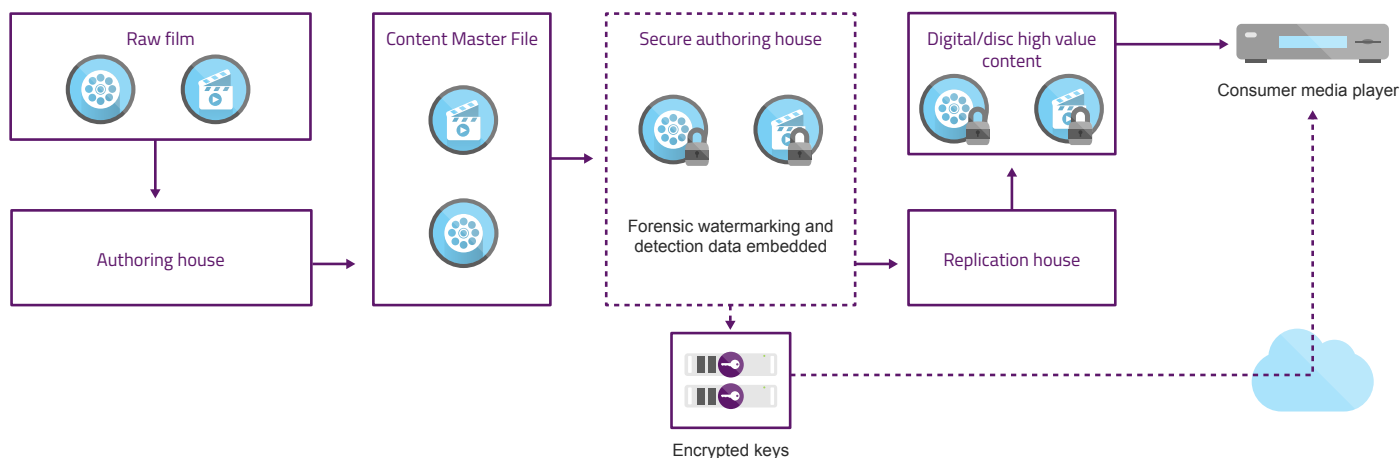 Raw film
Content Master File
Secure authoring house
Digital/disc high value
content
Consumer media player
Forensic watermarking and
detection data embedded
Authoring house
Replication house
Encrypted keys